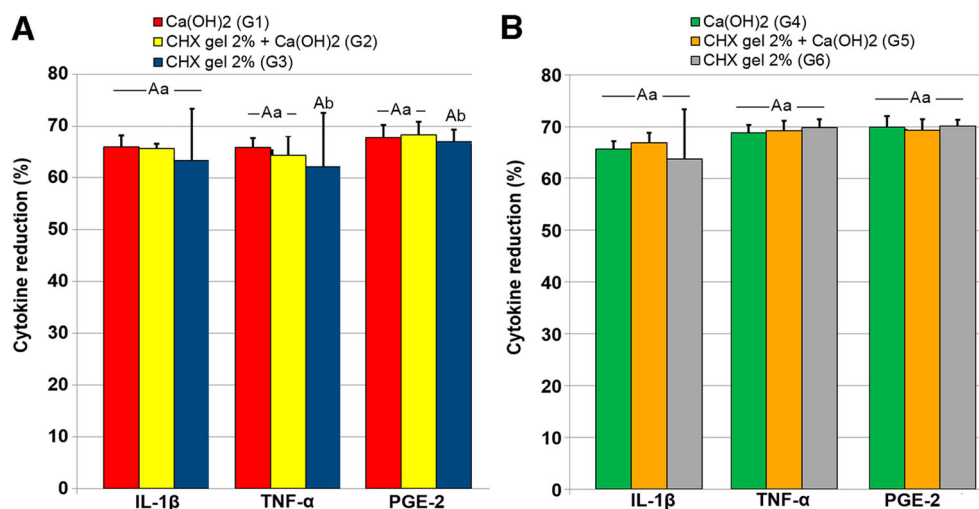 A
Ca(OH)2 (G1)
CHX gel 2% + Ca(OH)2 (G2)
CHX gel 2% (G3)
Cytokine reduction (%)
80
70
60
50
40
30
20
10
0
Aa
Aa
Ab
Aa
Ab
IL-1β
TNF-α
PGE-2
B
Ca(OH)2 (G4)
CHX gel 2% + Ca(OH)2 (G5)
CHX gel 2% (G6)
Cytokine reduction (%)
80
70
60
50
40
30
20
10
0
Aa
Aa
Aa
IL-1β
TNF-α
PGE-2